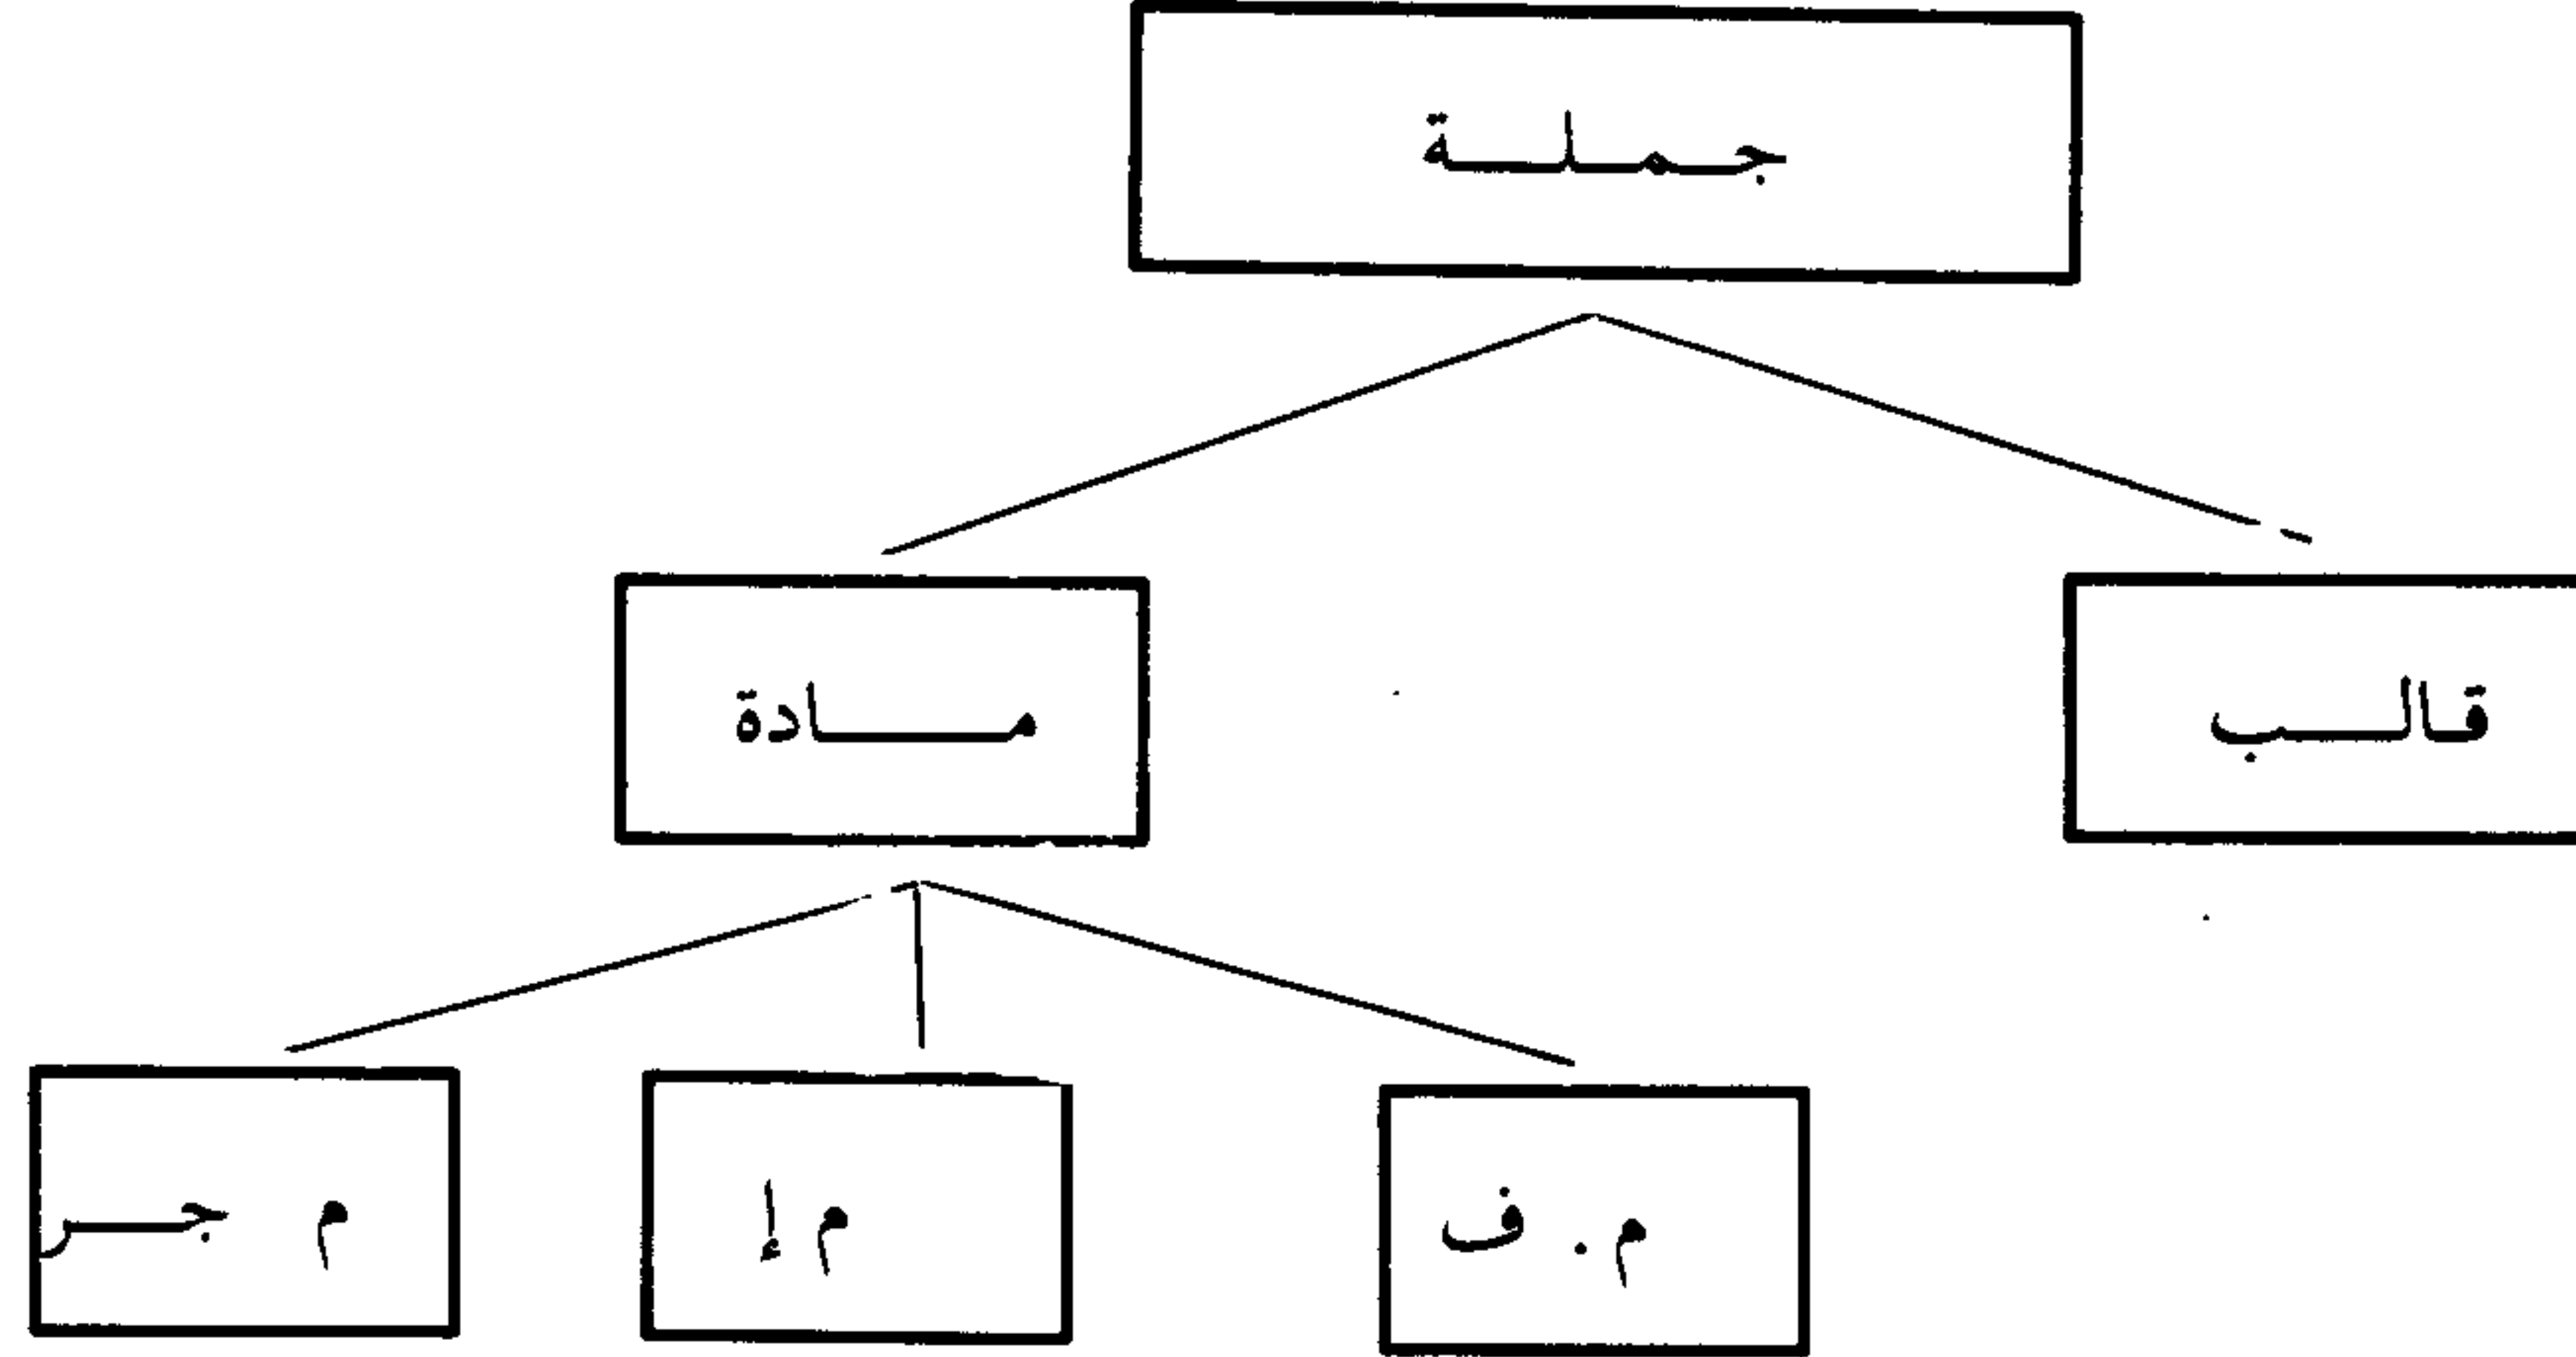 جملة
قالب
مادة
م . ف
م إ
م جر